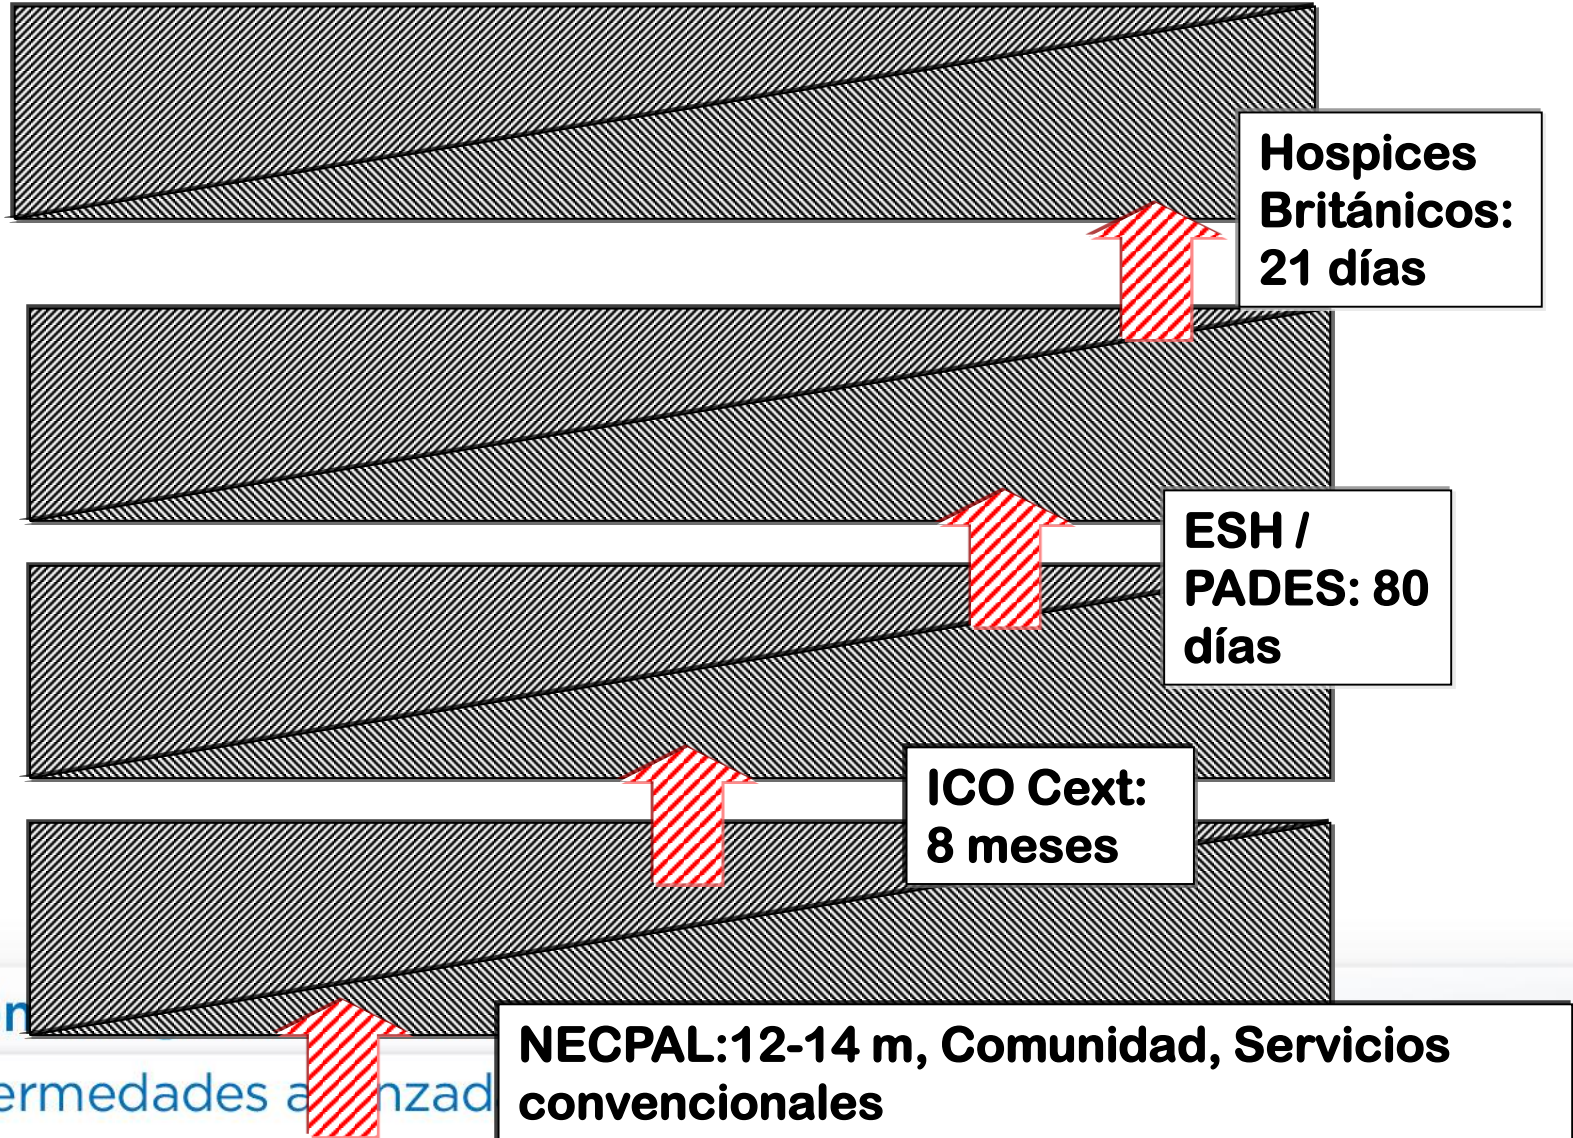 Hospices
Británicos:
21 días
ESH /
PADES: 80
días
ICO Cext:
8 meses
NECPAL:12-14 m, Comunidad, Servicios
convencionales